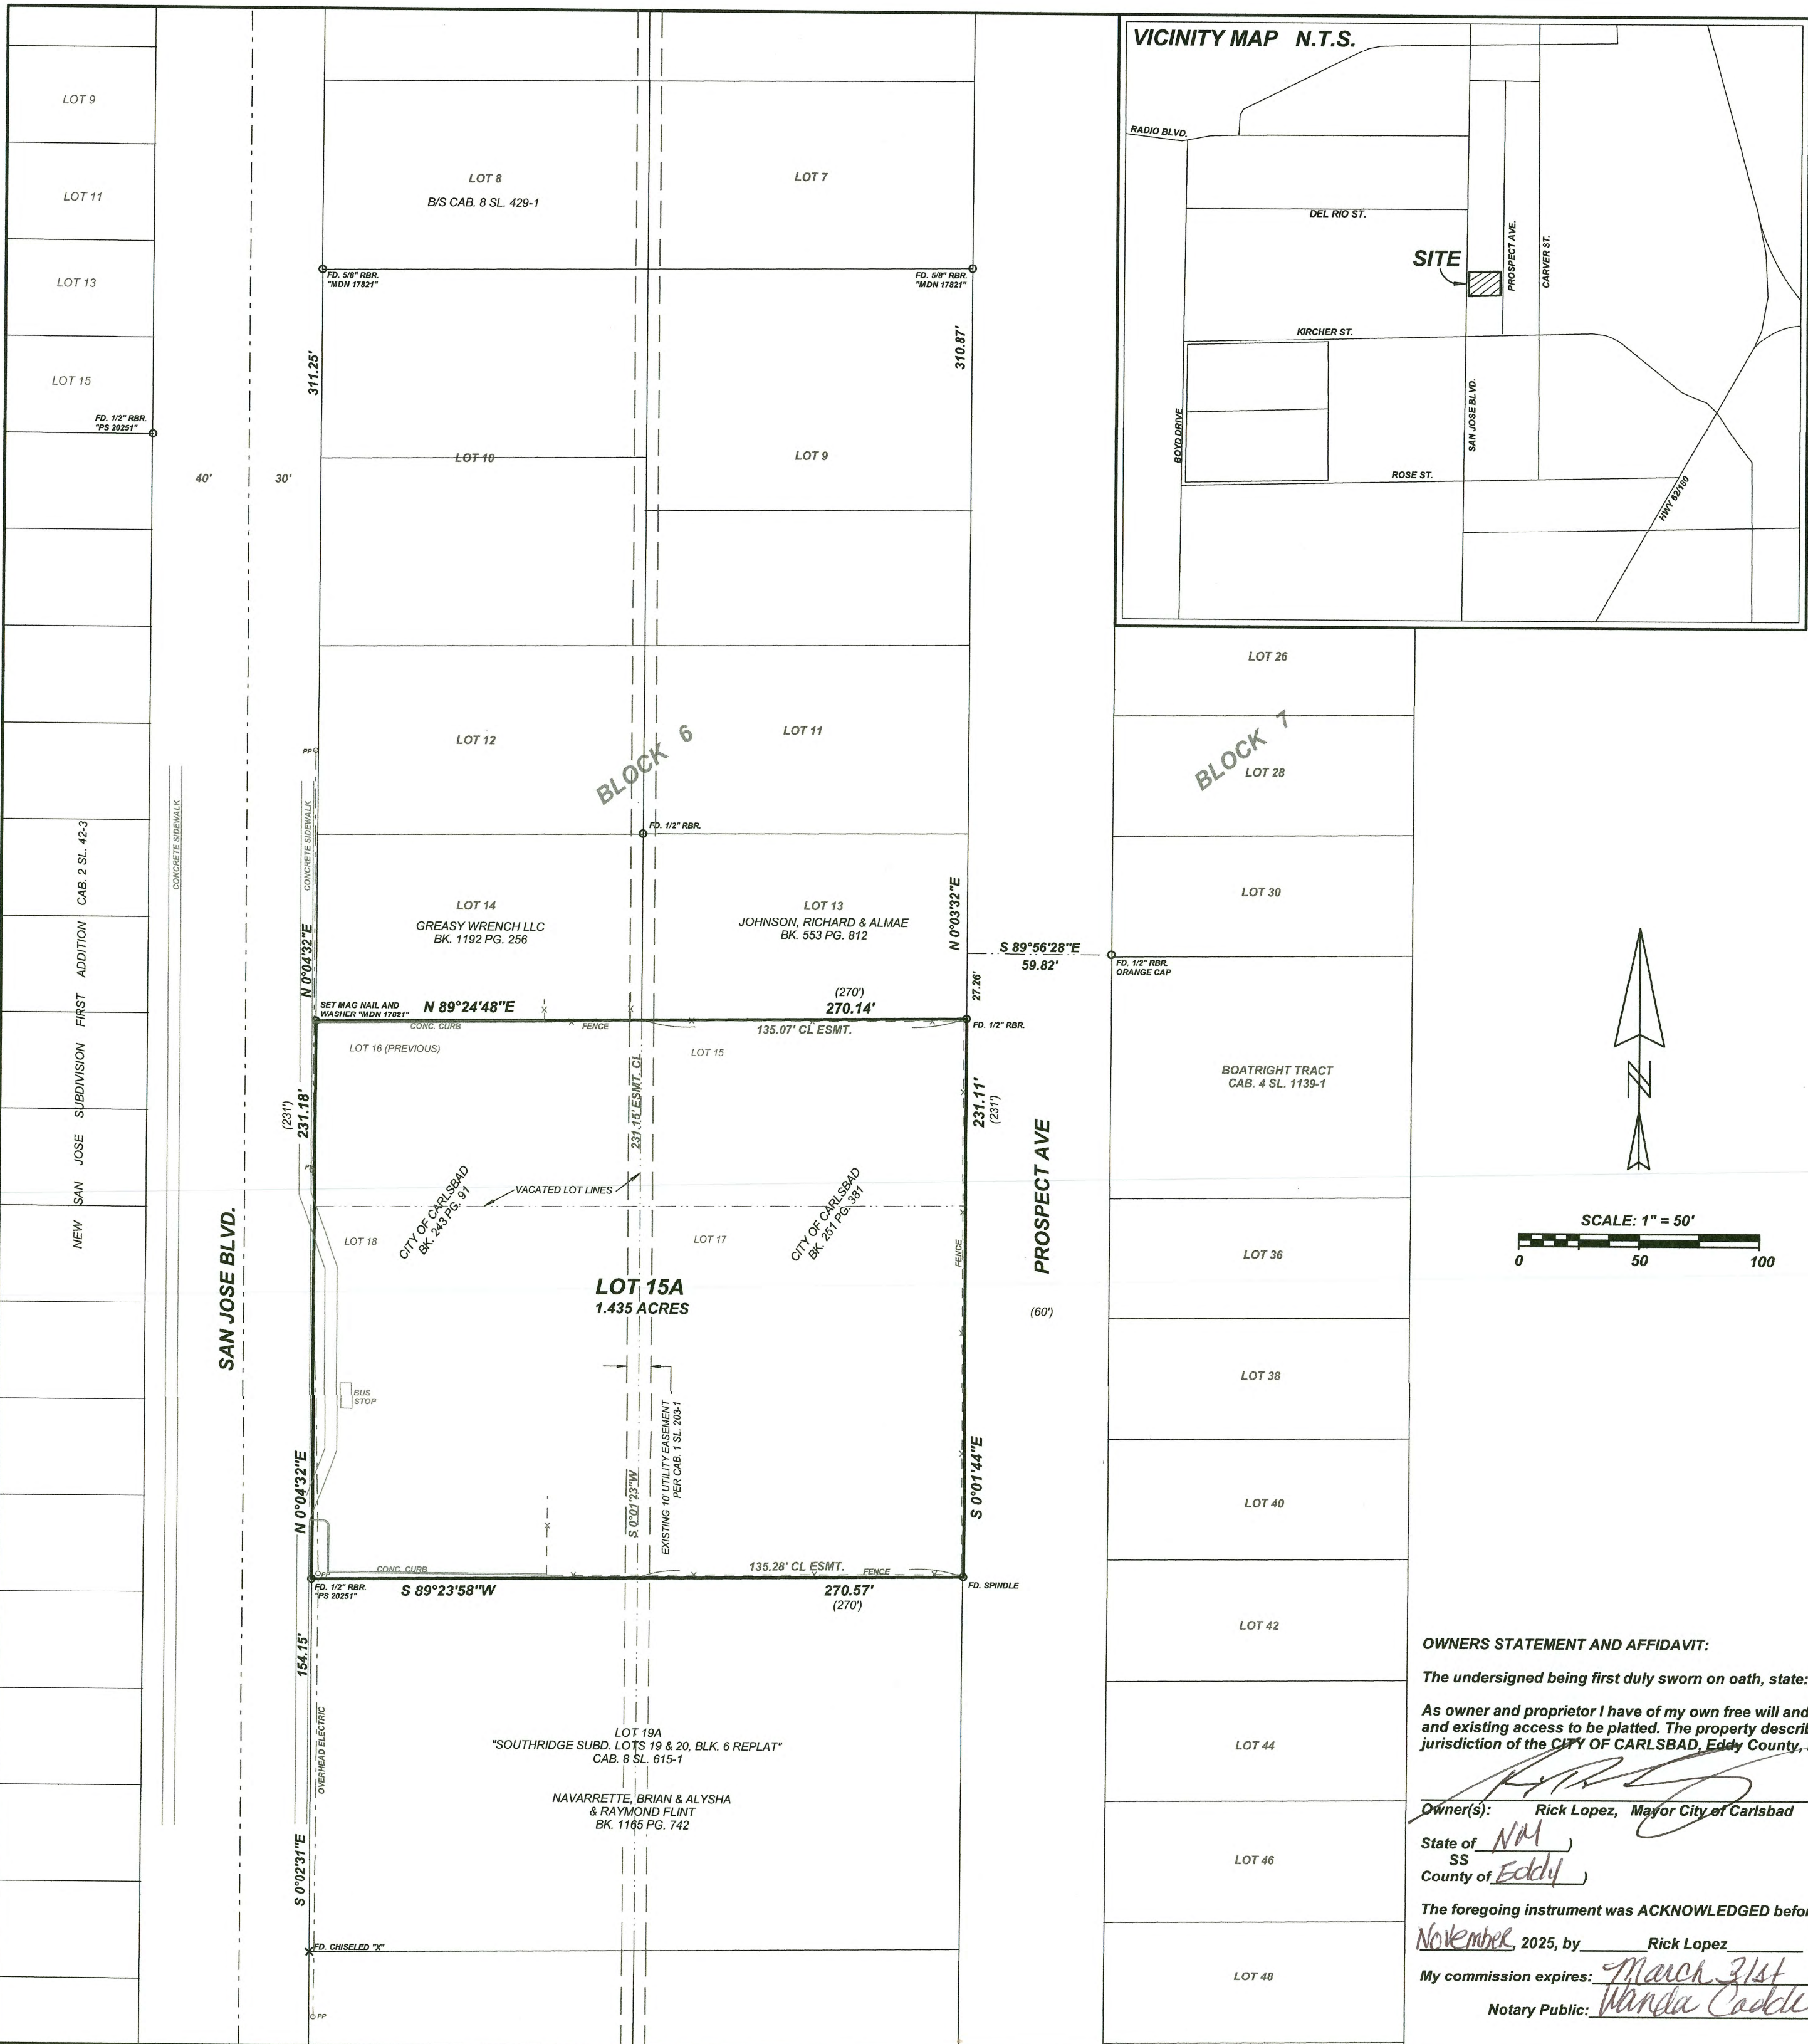 LOT 9
LOT 11
LOT 13
LOT 15
FD. 1/2" RBR.
"PS 20251"
40'
30'
NEW SAN JOSE SUBDIVISION FIRST ADDITION CAB. 2 SL. 42-3
CONCRETE SIDEWALK
SAN JOSE BLVD.
LOT 8
B/S CAB. 8 SL. 429-1
LOT 7
FD. 5/8" RBR.
"MDN 17821"
FD. 5/8" RBR.
"MDN 17821"
311.25'
310.87'
LOT 10
LOT 9
LOT 12
LOT 11
BLOCK 6
PP
CONCRETE SIDEWALK
FD. 1/2" RBR.
LOT 14
GREASY WRENCH LLC
BK. 1192 PG. 256
LOT 13
JOHNSON, RICHARD & ALMAE
BK. 553 PG. 812
N 0°04'32"E
N 0°03'32"E
S 89°56'28"E
59.82'
FD. 1/2" RBR.
ORANGE CAP
27.26'
SET MAG NAIL AND
WASHER "MDN 17821"
N 89°24'48"E
(270')
270.14'
CONC. CURB
FENCE
135.07' CL ESMT.
FD. 1/2" RBR.
LOT 16 (PREVIOUS)
LOT 15
231.15' ESMT. CL
(231')
231.18'
231.11'
(231')
VACATED LOT LINES
CITY OF CARLSBAD
BK. 243 PG. 91
CITY OF CARLSBAD
BK. 251 PG. 381
LOT 18
LOT 17
FENCE
PROSPECT AVE
(60')
LOT 15A
1.435 ACRES
BUS
STOP
EXISTING 10' UTILITY EASEMENT
PER CAB. 1 SL. 203-1
S 0°01'23"W
N 0°04'32"E
S 0°01'44"E
CONC. CURB
135.28' CL ESMT.
FENCE
PP
FD. 1/2" RBR.
"PS 20251"
S 89°23'58"W
270.57'
(270')
FD. SPINDLE
154.15'
OVERHEAD ELECTRIC
S 0°02'31"E
LOT 19A
"SOUTHRIDGE SUBD. LOTS 19 & 20, BLK. 6 REPLAT"
CAB. 8 SL. 615-1
NAVARRETTE, BRIAN & ALYSHA
& RAYMOND FLINT
BK. 1165 PG. 742
FD. CHISELED "X"
PP
VICINITY MAP N.T.S.
RADIO BLVD.
DEL RIO ST.
SITE
PROSPECT AVE.
CARVER ST.
KIRCHER ST.
BOYD DRIVE
SAN JOSE BLVD.
ROSE ST.
HWY 62/180
LOT 26
BLOCK 7
LOT 28
LOT 30
BOATRIGHT TRACT
CAB. 4 SL. 1139-1
LOT 36
LOT 38
LOT 40
LOT 42
LOT 44
LOT 46
LOT 48
N
SCALE: 1" = 50'
0 50 100
OWNERS STATEMENT AND AFFIDAVIT:
The undersigned being first duly sworn on oath, state:
As owner and proprietor I have of my own free will and
and existing access to be platted. The property describ
jurisdiction of the CITY OF CARLSBAD, Eddy County,
Owner(s): Rick Lopez, Mayor City of Carlsbad
State of NM )
SS
County of Eddy )
The foregoing instrument was ACKNOWLEDGED befor
November, 2025, by Rick Lopez
My commission expires: March 31st
Notary Public: Wanda